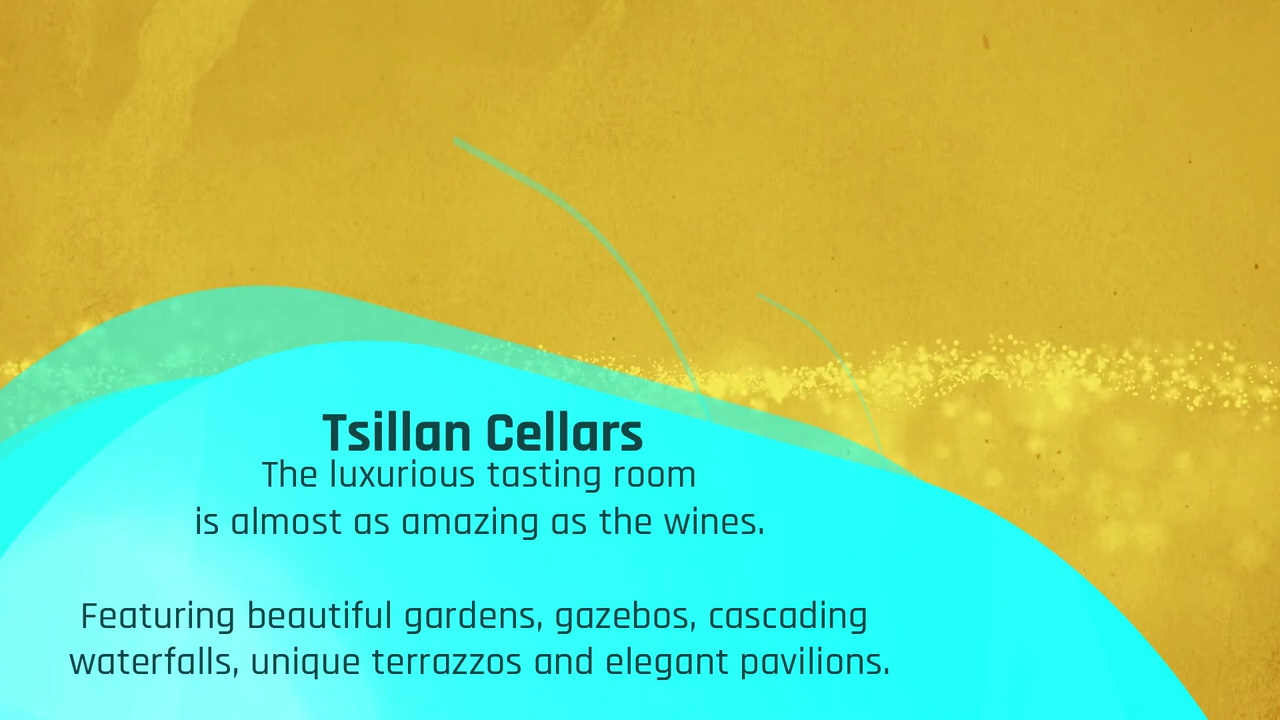 Tsillan Cellars
The luxurious tasting room
is almost as amazing as the wines.
Featuring beautiful gardens, gazebos, cascading
waterfalls, unique terrazzos and elegant pavilions.